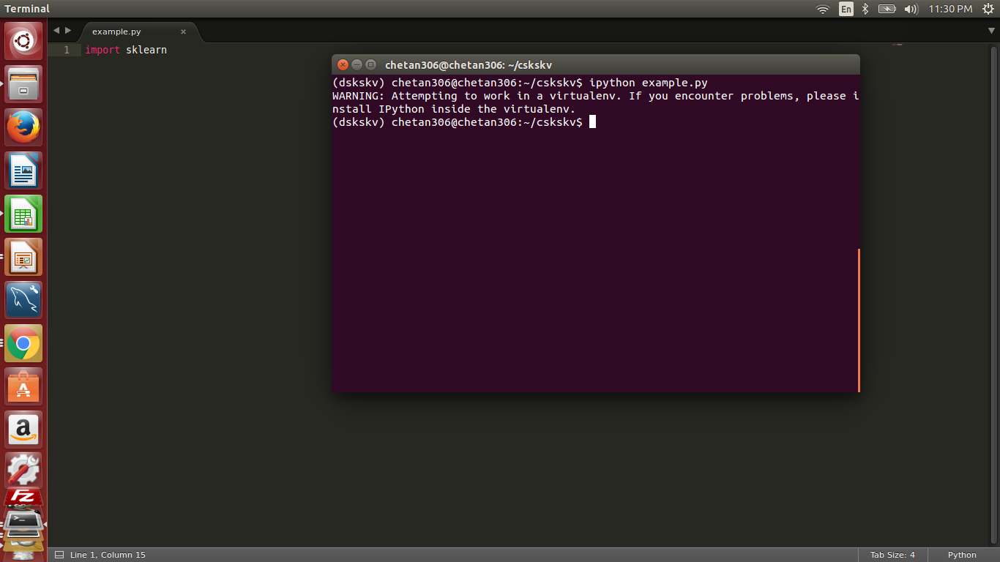 Terminal
En
11:30 PM
example.py
1 import sklearn
chetan306@chetan306: ~/cskskv
(dskskv) chetan306@chetan306:~/cskskv$ ipython example.py
WARNING: Attempting to work in a virtualenv. If you encounter problems, please i
nstall IPython inside the virtualenv.
(dskskv) chetan306@chetan306:~/cskskv$
a
FZ
>_
Line 1, Column 15
Tab Size: 4
Python